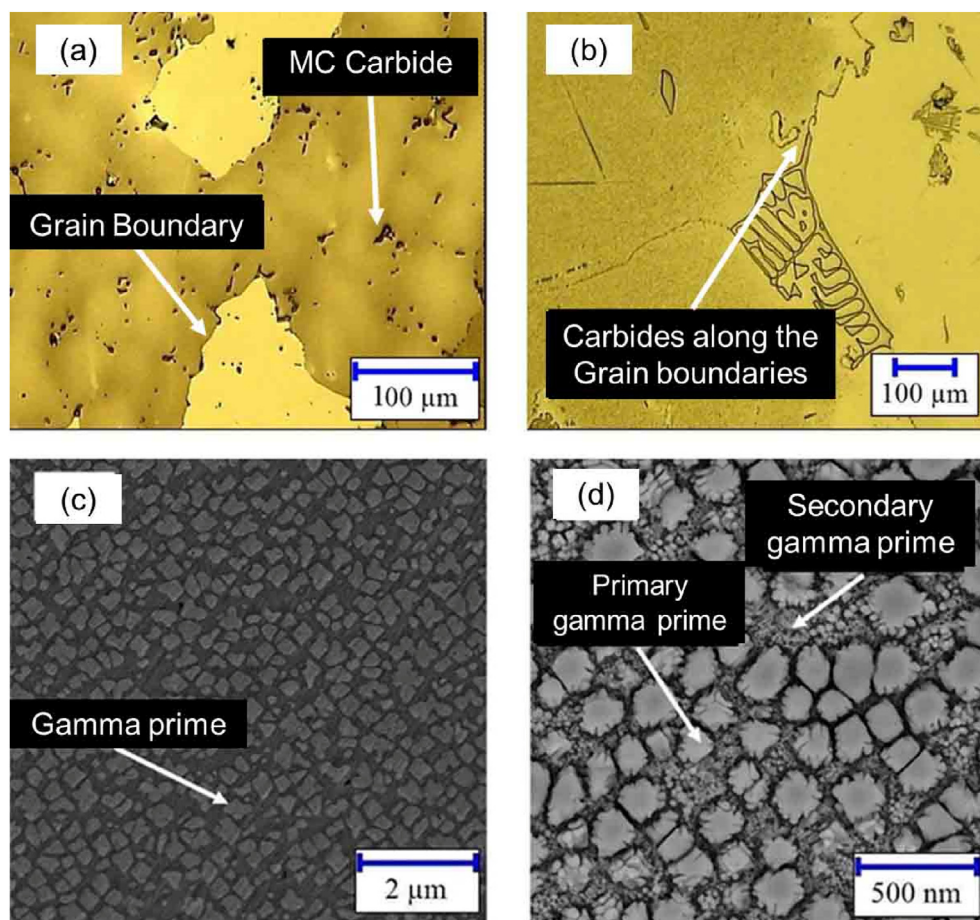 (a)
MC Carbide
Grain Boundary
100 µm
(b)
Carbides along the
Grain boundaries
100 µm
(c)
Gamma prime
2 µm
(d)
Secondary
gamma prime
Primary
gamma prime
500 nm